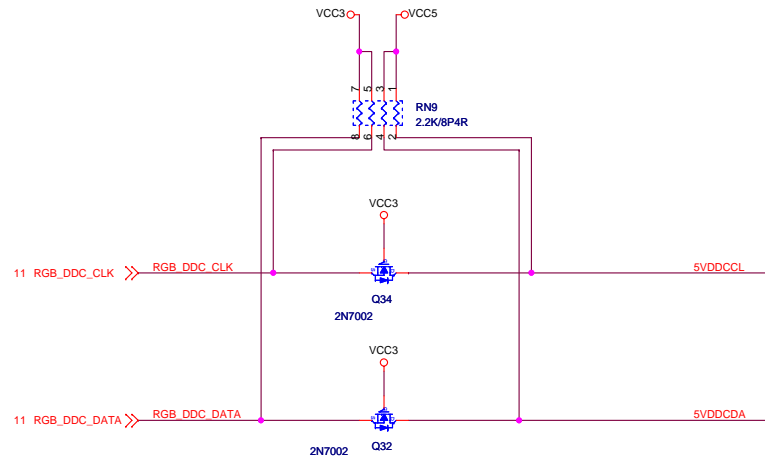 VCC3
VCC5
7
5
3
1
RN9
2.2K/8P4R
8
6
4
2
VCC3
11 RGB_DDC_CLK
RGB_DDC_CLK
5VDDCCL
Q34
2N7002
VCC3
11 RGB_DDC_DATA
RGB_DDC_DATA
5VDDCDA
2N7002
Q32